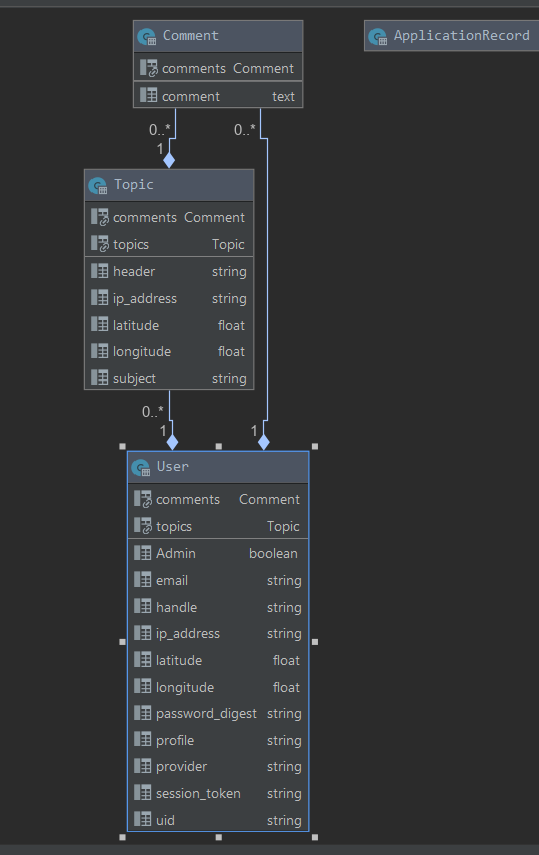 Comment
comments Comment
comment text
ApplicationRecord
0..*
0..*
1
Topic
comments Comment
topics Topic
header string
ip_address string
latitude float
longitude float
subject string
0..*
1
1
User
comments Comment
topics Topic
Admin boolean
email string
handle string
ip_address string
latitude float
longitude float
password_digest string
profile string
provider string
session_token string
uid string